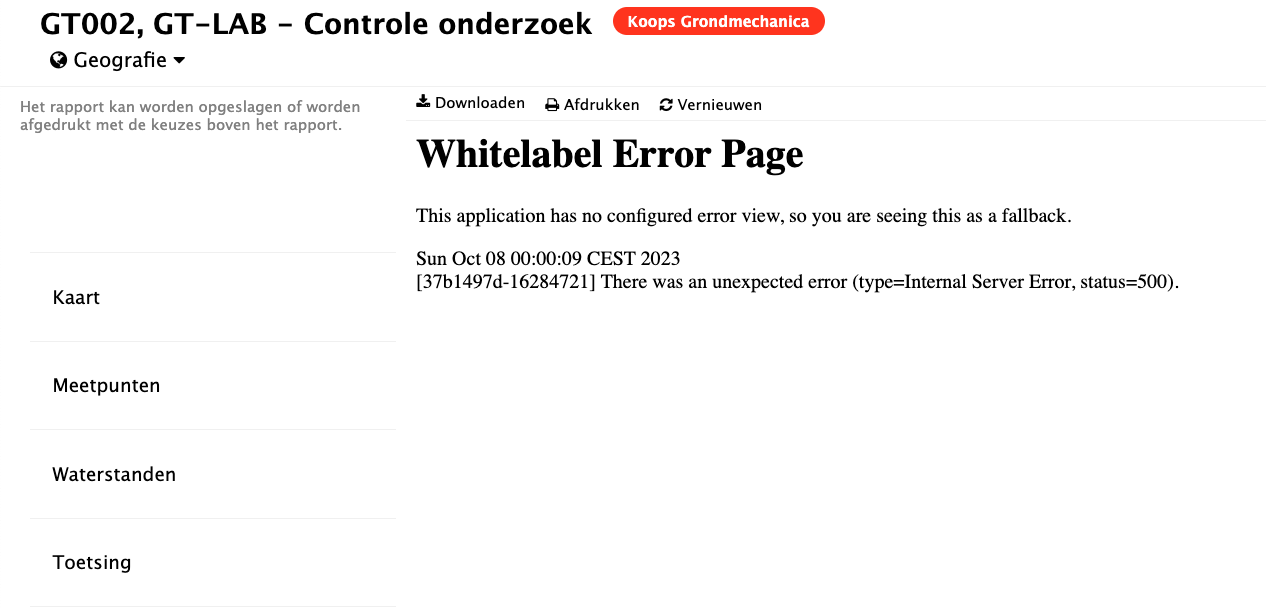 GT002, GT-LAB - Controle onderzoek
Koops Grondmechanica
Geografie
Het rapport kan worden opgeslagen of worden
afgedrukt met de keuzes boven het rapport.
Downloaden Afdrukken Vernieuwen
Whitelabel Error Page
This application has no configured error view, so you are seeing this as a fallback.
Sun Oct 08 00:00:09 CEST 2023
[37b1497d-16284721] There was an unexpected error (type=Internal Server Error, status=500).
Kaart
Meetpunten
Waterstanden
Toetsing